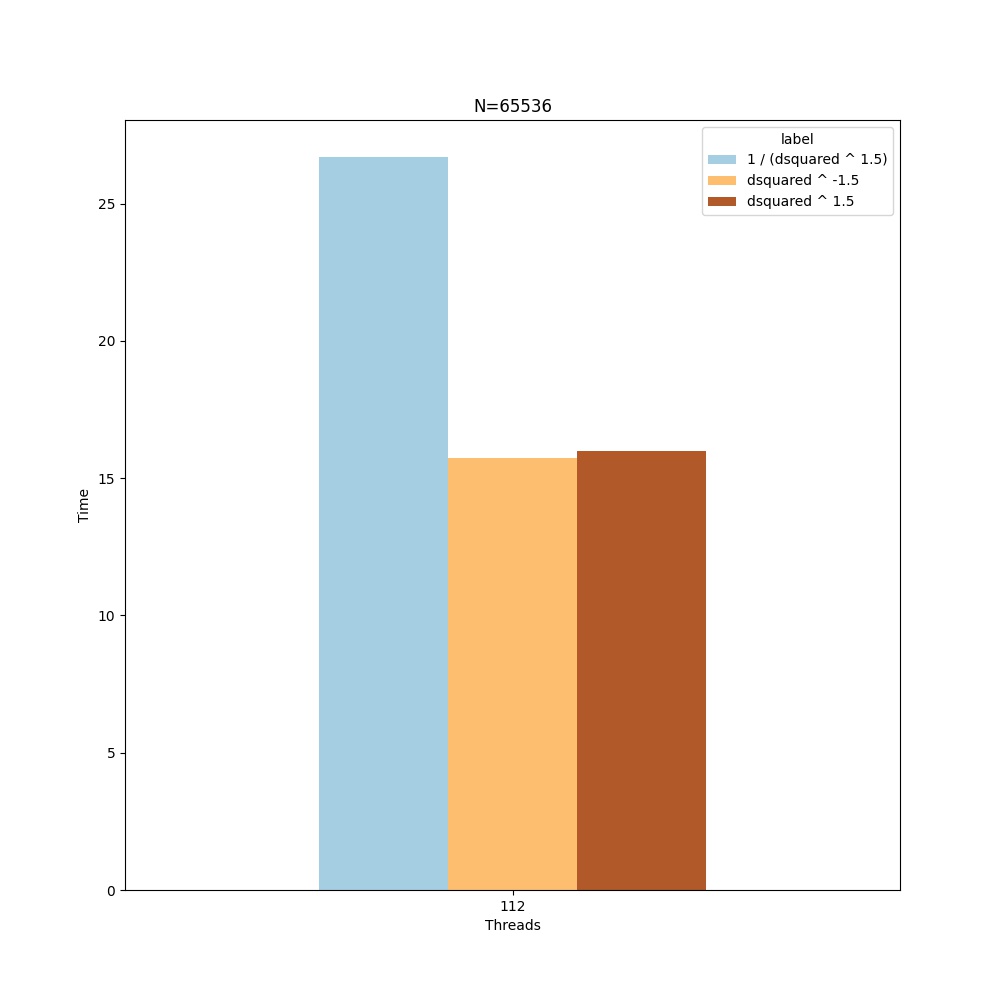 N=65536
label
1 / (dsquared ^ 1.5)
dsquared ^ -1.5
dsquared ^ 1.5
25
20
15
10
5
0
Time
112
Threads